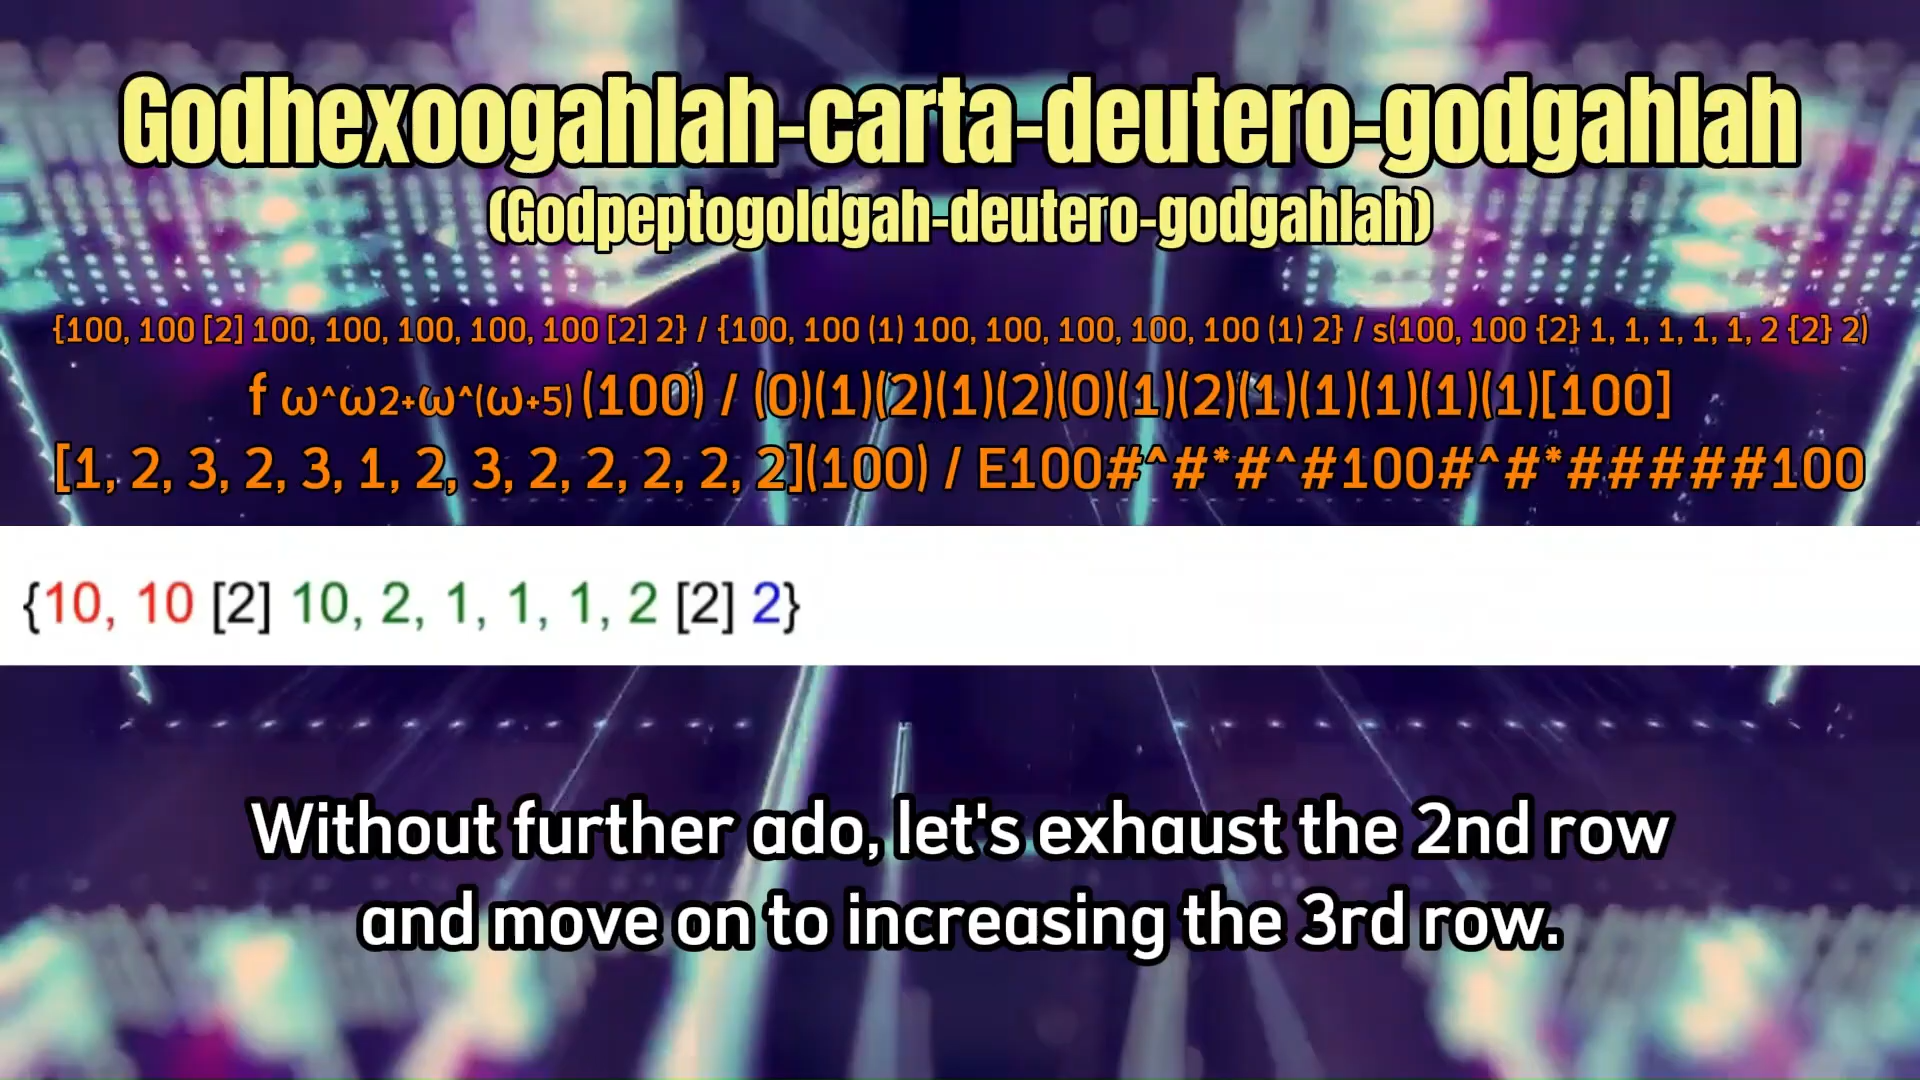 Godhexoogahlah-carta-deutero-godgahlah
(Godpeptogoldgah-deutero-godgahlah)
{100, 100 [2] 100, 100, 100, 100, 100 [2] 2} / {100, 100 (1) 100, 100, 100, 100, 100 (1) 2} / s(100, 100 {2} 1, 1, 1, 1, 1, 2 {2} 2)
f ω^ω2+ω^(ω+5) (100) / (0)(1)(2)(1)(2)(0)(1)(2)(1)(1)(1)(1)(1)[100]
[1, 2, 3, 2, 3, 1, 2, 3, 2, 2, 2, 2, 2](100) / E100#^#*#^#100#^#*#####100
{10, 10 [2] 10, 2, 1, 1, 1, 2 [2] 2}
Without further ado, let's exhaust the 2nd row
and move on to increasing the 3rd row.